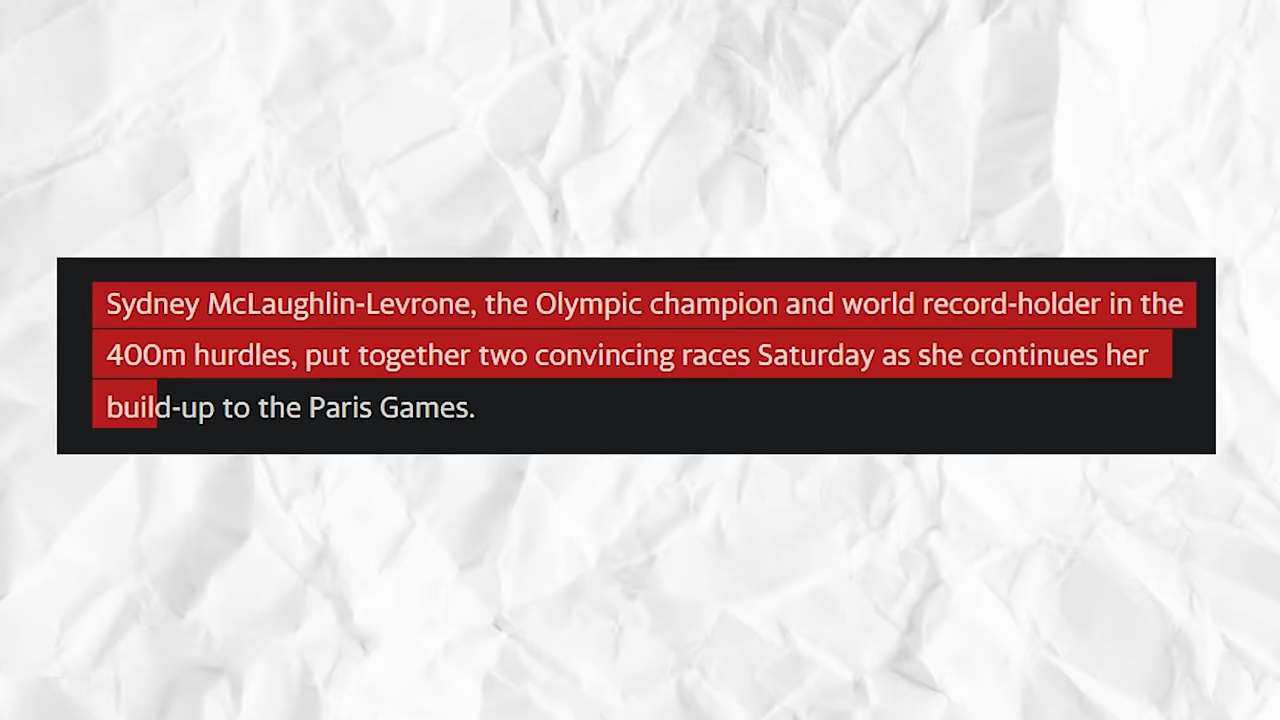 Sydney McLaughlin-Levrone, the Olympic champion and world record-holder in the
400m hurdles, put together two convincing races Saturday as she continues her
build-up to the Paris Games.